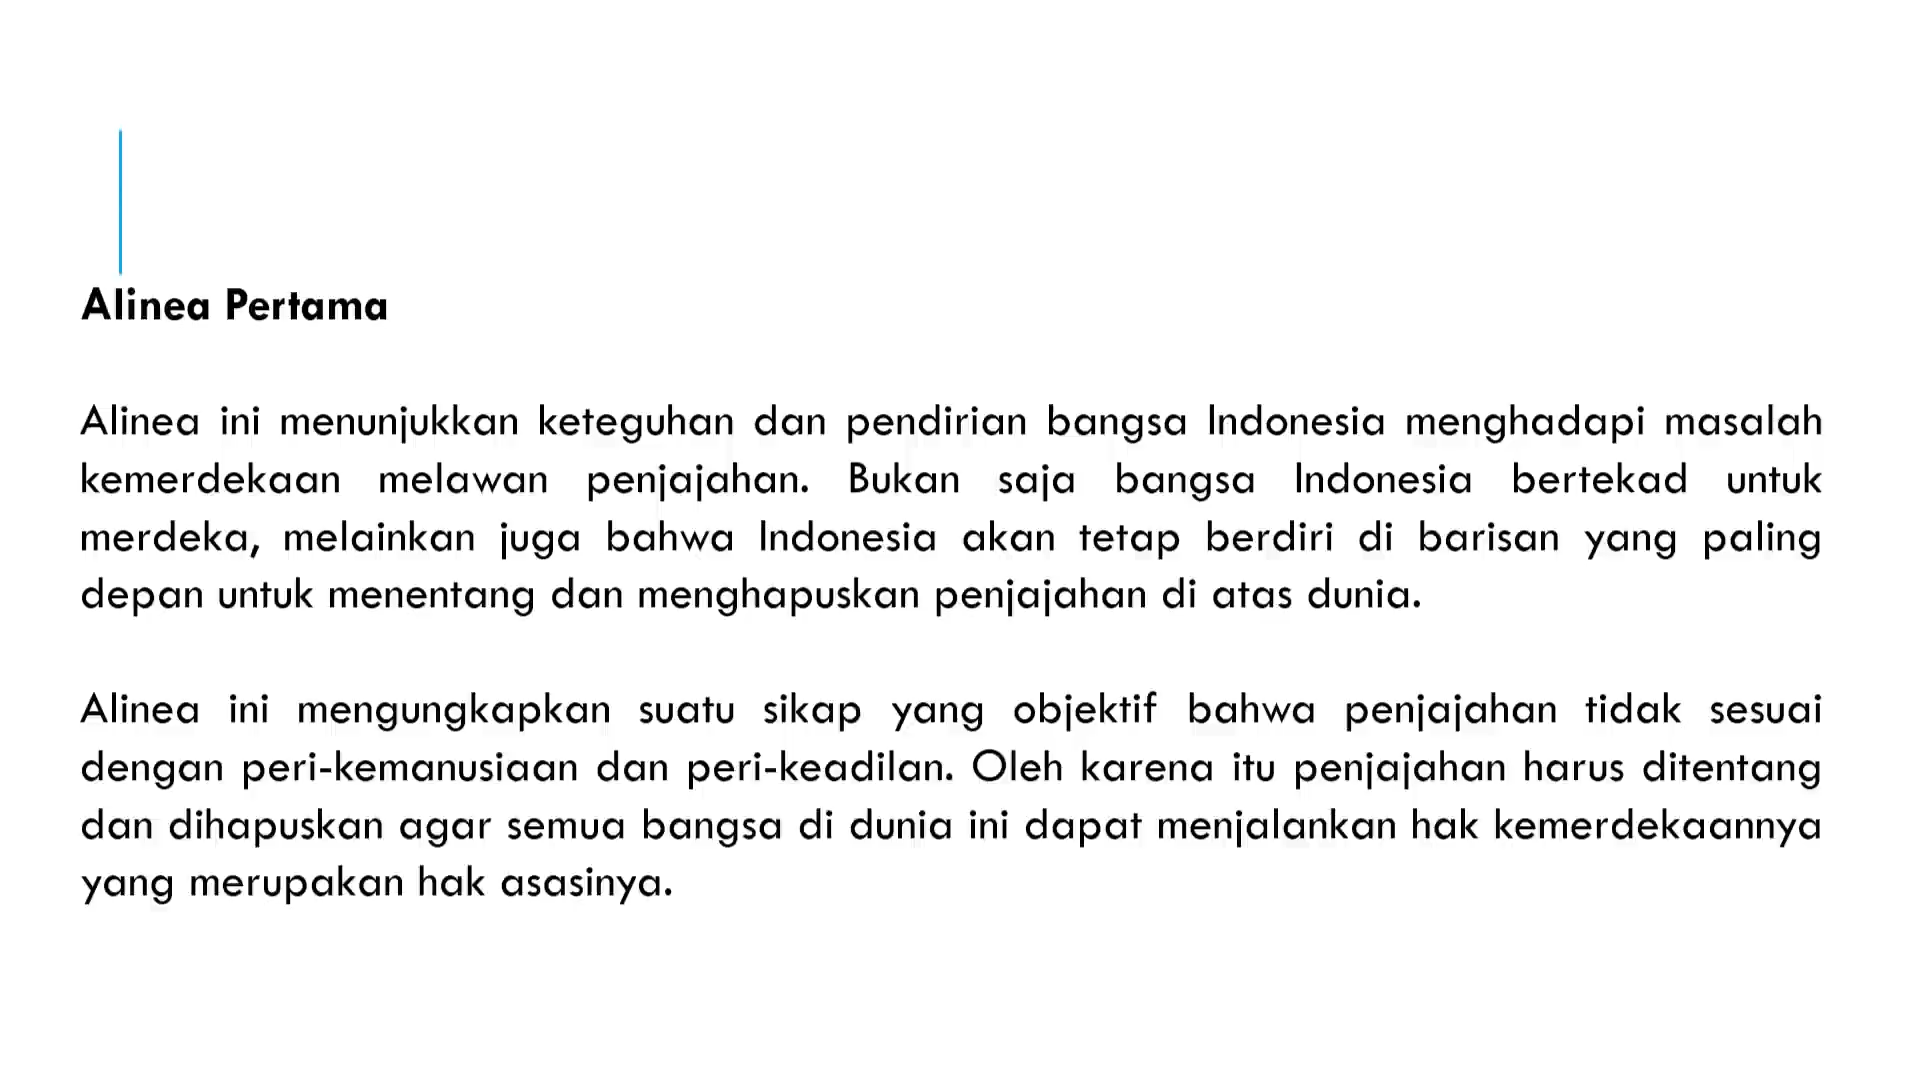 Alinea Pertama
Alinea ini menunjukkan keteguhan dan pendirian bangsa Indonesia menghadapi masalah
kemerdekaan melawan penjajahan. Bukan saja bangsa Indonesia bertekad untuk
merdeka, melainkan juga bahwa Indonesia akan tetap berdiri di barisan yang paling
depan untuk menentang dan menghapuskan penjajahan di atas dunia.
Alinea ini mengungkapkan suatu sikap yang objektif bahwa penjajahan tidak sesuai
dengan peri-kemanusiaan dan peri-keadilan. Oleh karena itu penjajahan harus ditentang
dan dihapuskan agar semua bangsa di dunia ini dapat menjalankan hak kemerdekaannya
yang merupakan hak asasinya.